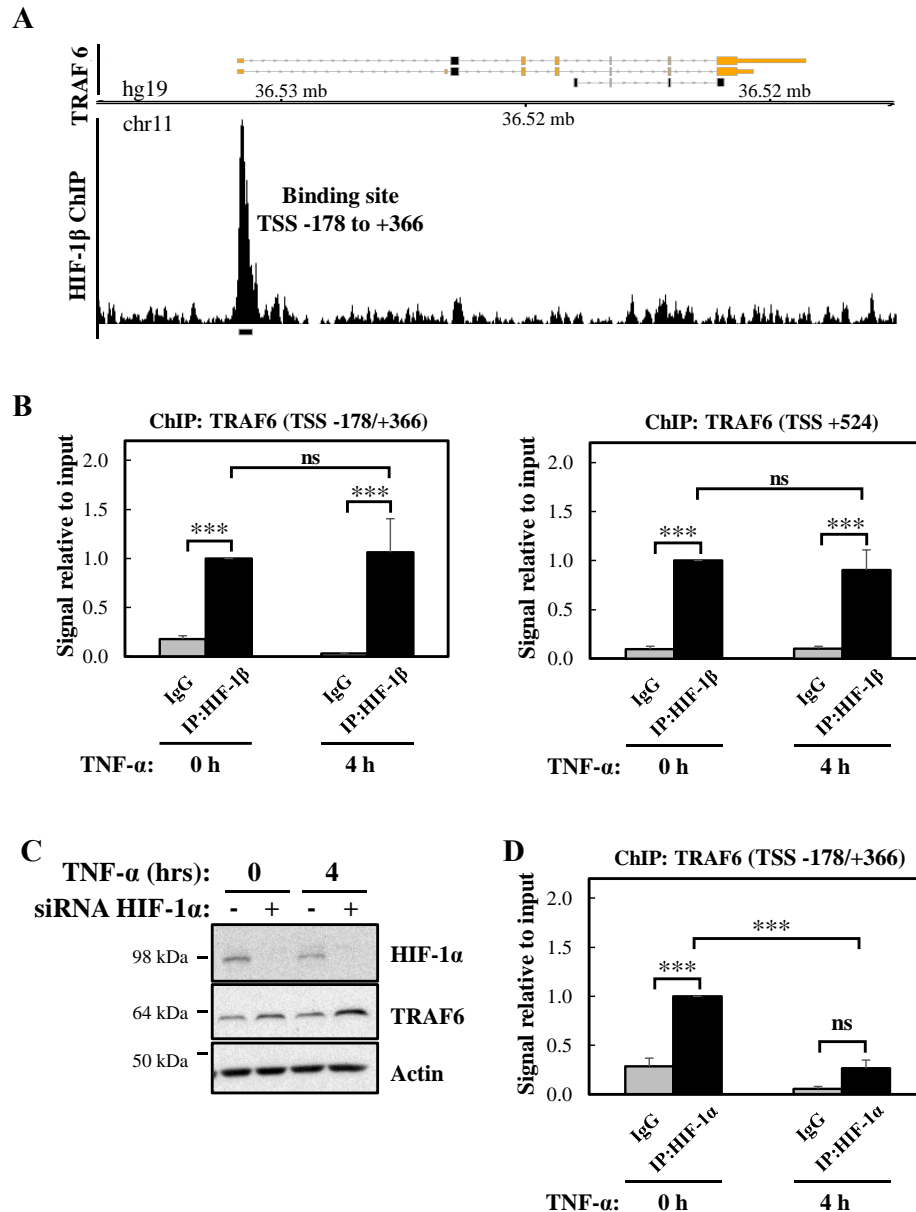 A
TRAF 6
hg19
36.53 mb
36.52 mb
36.52 mb
chr11
HIF-1β ChIP
Binding site
TSS -178 to +366
B
ChIP: TRAF6 (TSS -178/+366)
Signal relative to input
2.0
1.5
1.0
0.5
0.0
***
ns
***
IgG
IP:HIF-1β
IgG
IP:HIF-1β
TNF-α: 0 h 4 h
ChIP: TRAF6 (TSS +524)
Signal relative to input
2.0
1.5
1.0
0.5
0.0
***
ns
***
IgG
IP:HIF-1β
IgG
IP:HIF-1β
TNF-α: 0 h 4 h
C
TNF-α (hrs): 0 4
siRNA HIF-1α: - + - +
98 kDa
HIF-1α
64 kDa
TRAF6
50 kDa
Actin
D
ChIP: TRAF6 (TSS -178/+366)
Signal relative to input
2.0
1.5
1.0
0.5
0.0
***
***
ns
IgG
IP:HIF-1α
IgG
IP:HIF-1α
TNF-α: 0 h 4 h